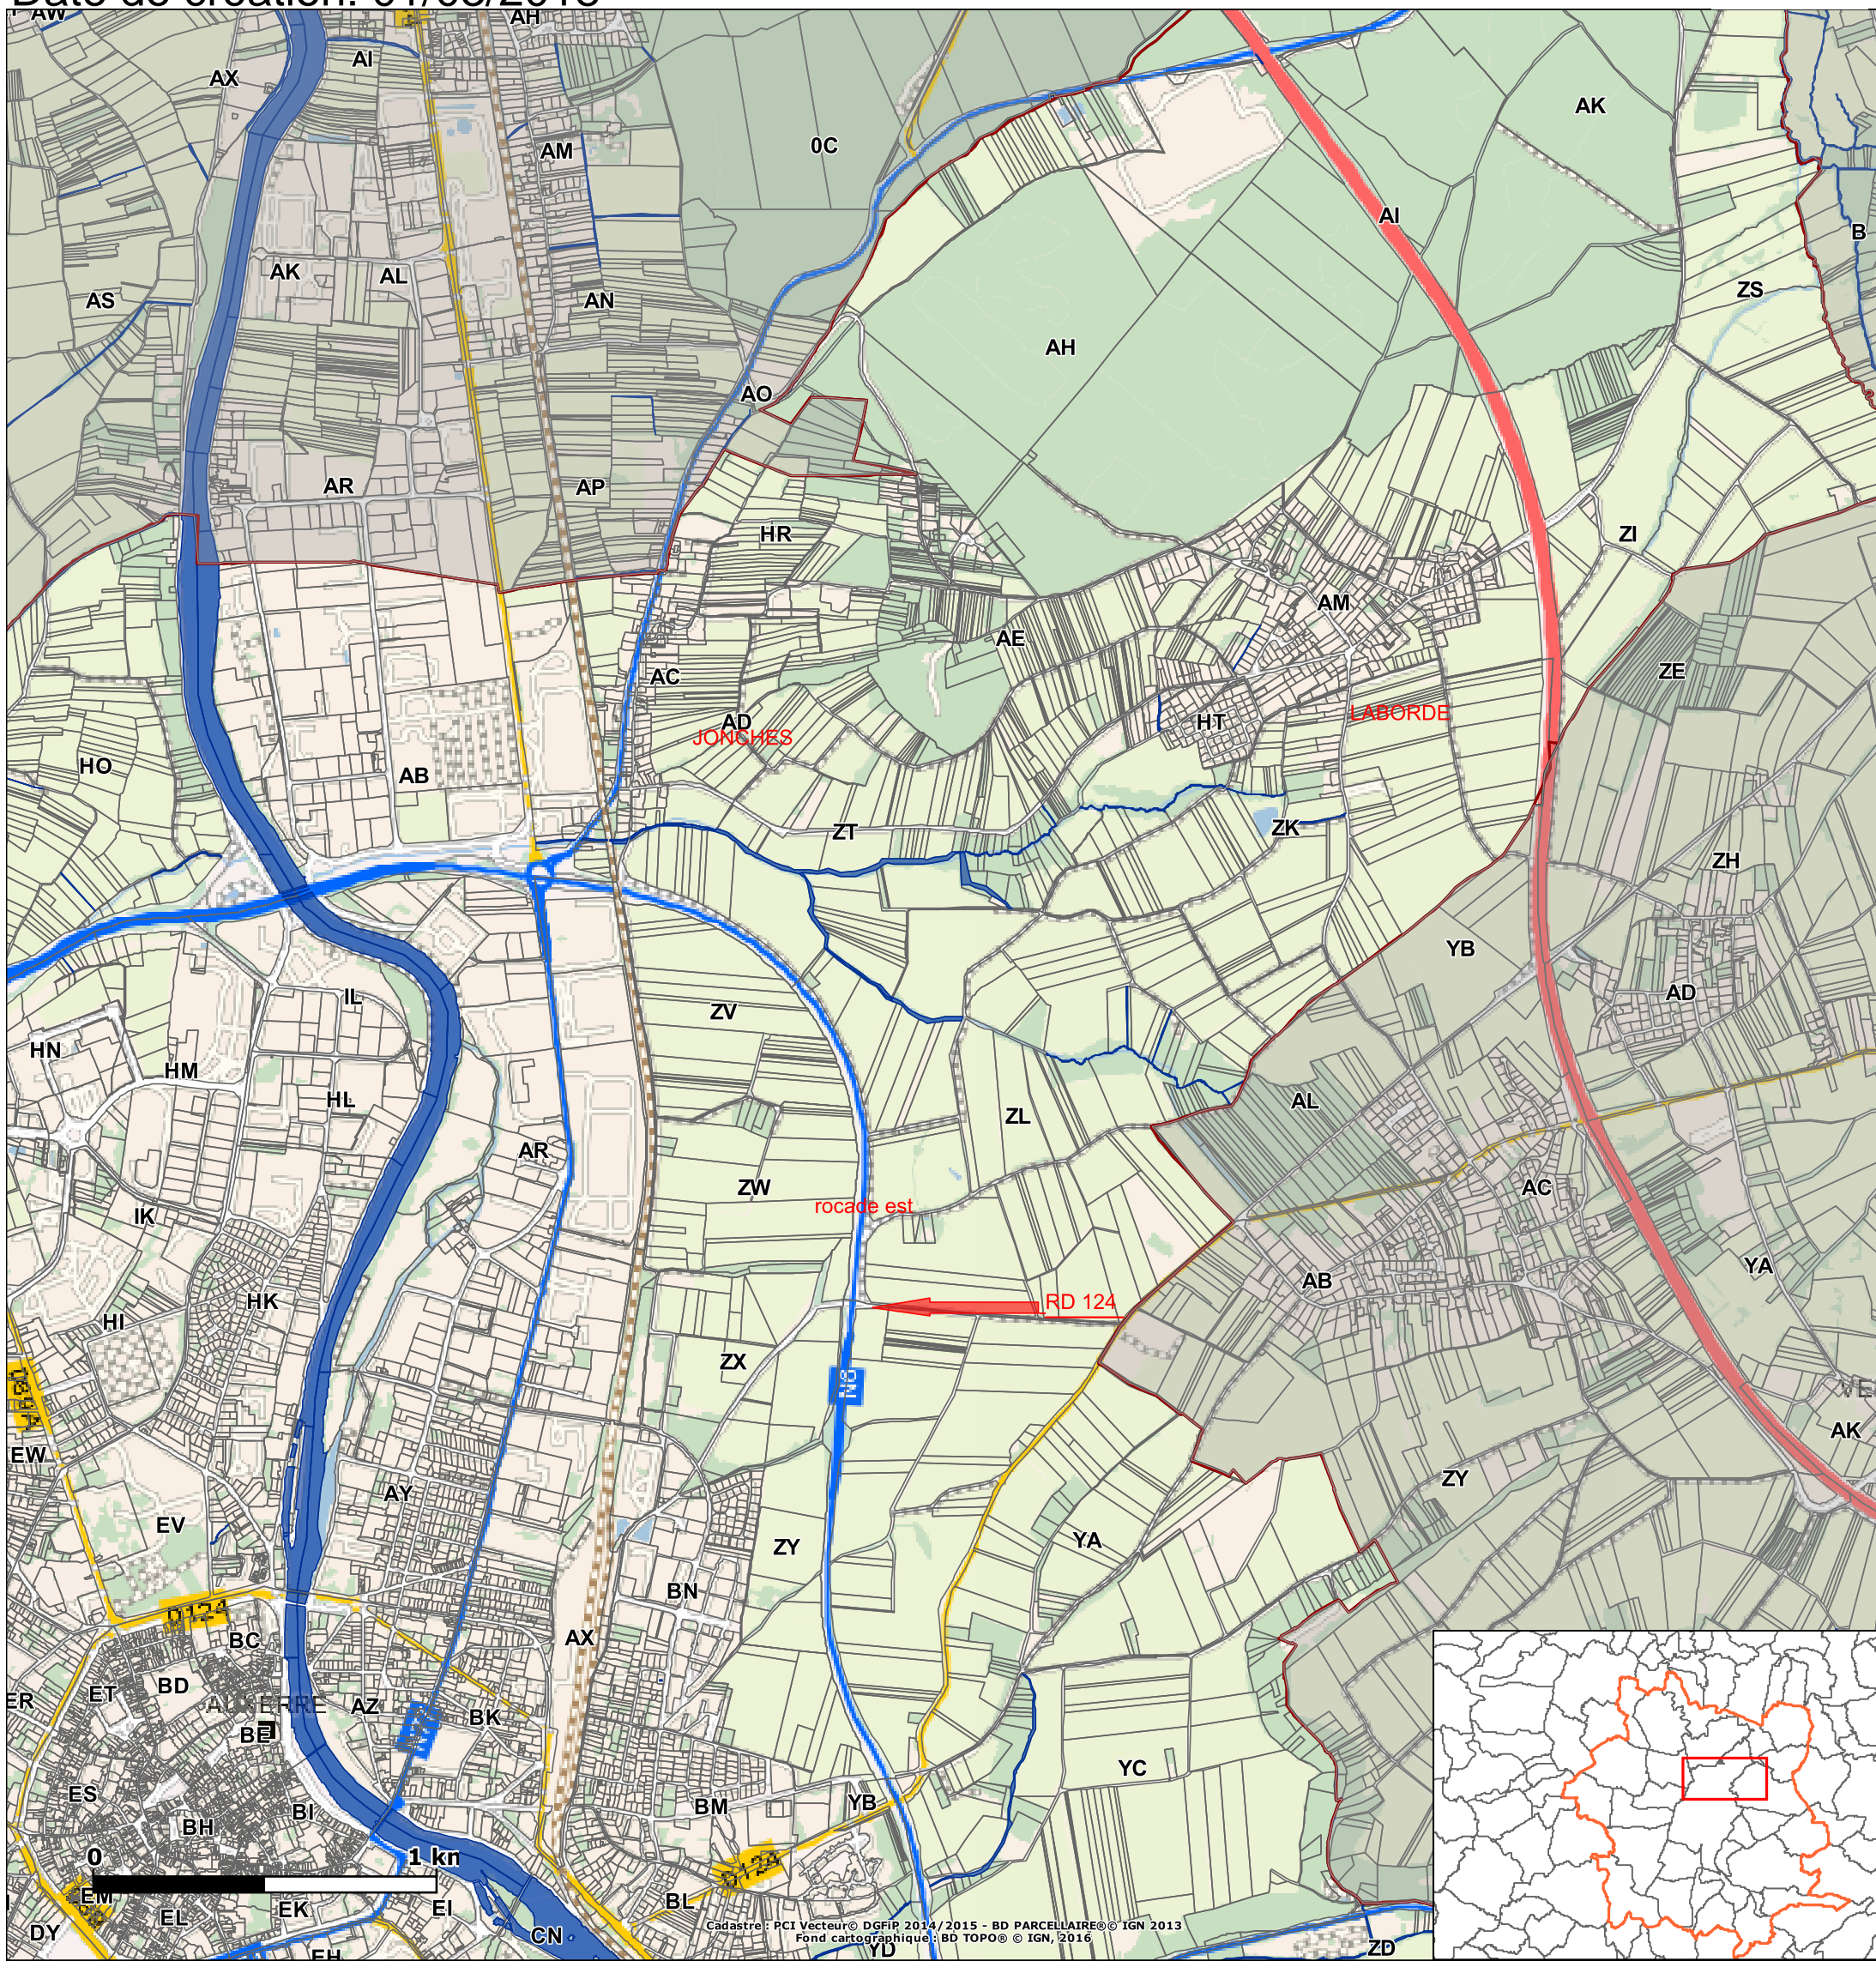 AW
AH
AX
AI
AM
0C
AK
AI
B
AK
AL
AS
AN
ZS
AH
AO
AR
AP
HR
ZI
AM
AE
ZE
AC
AD
JONCHES
HT
LABORDE
HO
AB
ZT
ZK
ZH
YB
IL
AD
ZV
HN
HM
HL
AL
ZL
AR
ZW
AC
rocade est
IK
YA
AB
HK
RD 124
HI
ZX
N6
AK
EW
ZY
AY
EV
YA
ZY
BN
D124
BC
AX
BD
ET
ER
AUXERRE
AZ
BK
BE
YC
ES
BM
YB
BI
BH
0
EM
EK
EI
BL
EL
DY
CN
Cadastre : PCI Vecteur© DGFiP 2014/2015 - BD PARCELLAIRE®© IGN 2013
Fond cartographique : BD TOPO® © IGN, 2016
EH
YD
ZD